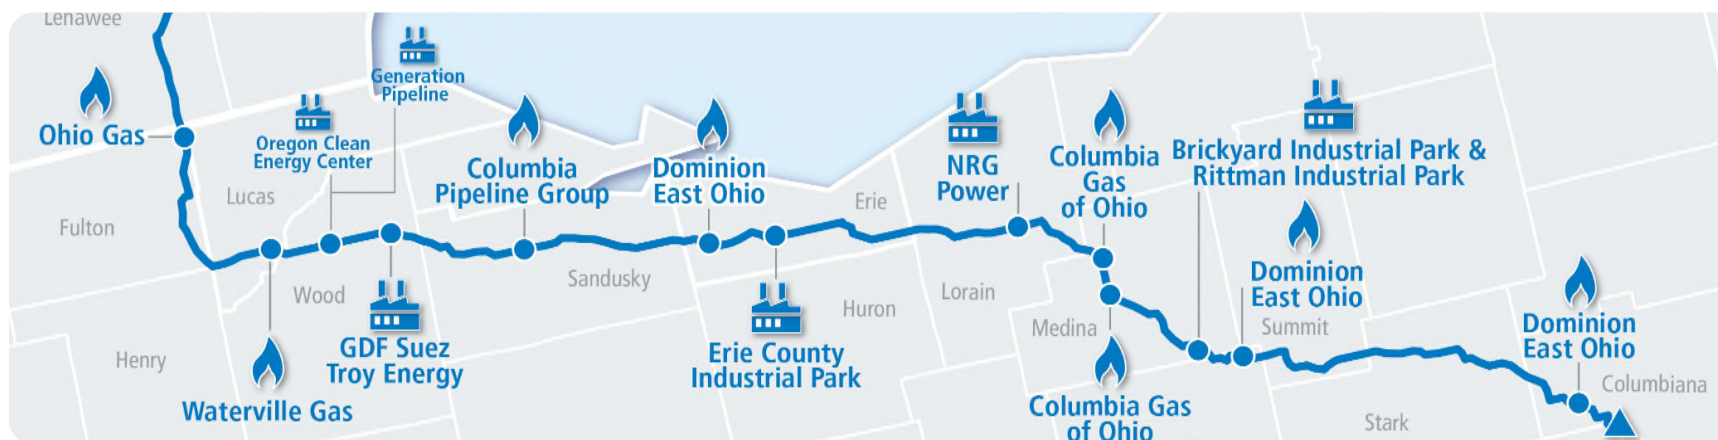 Lenawee
Generation
Pipeline
Ohio Gas
Oregon Clean
Energy Center
Columbia
Pipeline Group
Dominion
East Ohio
NRG
Power
Columbia
Gas
of Ohio
Brickyard Industrial Park &
Rittman Industrial Park
Lucas
Fulton
Erie
Sandusky
Wood
Huron
Lorain
Medina
Dominion
East Ohio
Summit
Henry
GDF Suez
Troy Energy
Erie County
Industrial Park
Waterville Gas
Columbia Gas
of Ohio
Dominion
East Ohio
Columbiana
Stark